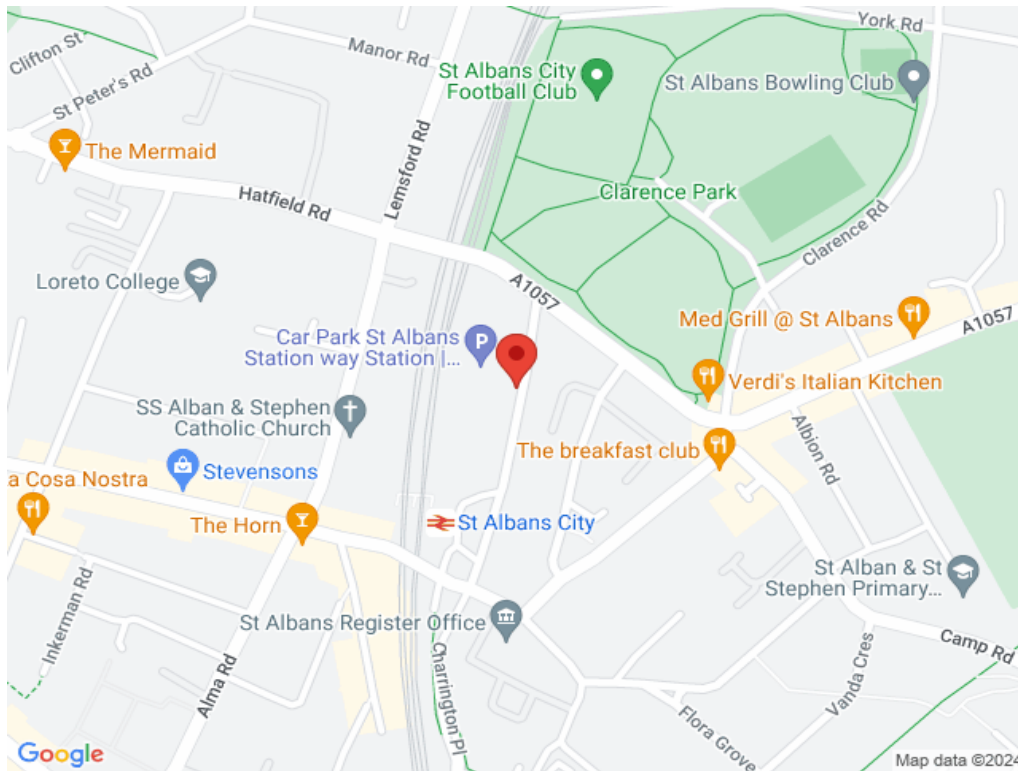 York Rd
Clifton St
Manor Rd
St Peter's Rd
St Albans City
Football Club
St Albans Bowling Club
The Mermaid
Lemsford Rd
Hatfield Rd
Clarence Park
Clarence Rd
Loreto College
A1057
Med Grill @ St Albans
A1057
Car Park St Albans
Station way Station |...
P
Verdi's Italian Kitchen
SS Alban & Stephen
Catholic Church
Albion Rd
The breakfast club
a Cosa Nostra
Stevensons
The Horn
St Albans City
St Alban & St
Stephen Primary...
St Albans Register Office
Inkerman Rd
Alma Rd
Charrington Pl
Camp Rd
Vanda Cres
Flora Grove
Google
Map data ©2024